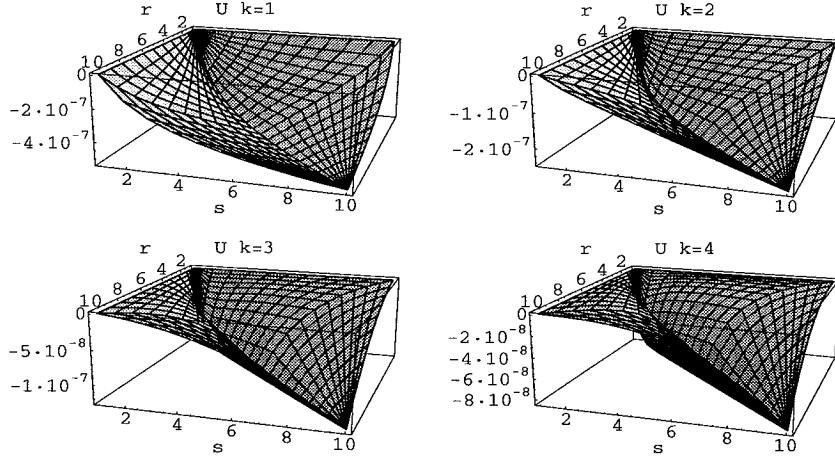 r U k=1
10 8 6 4 2
0
-2·10⁻⁷
-4·10⁻⁷
2 4 6 8 10
s
r U k=2
10 8 6 4 2
0
-1·10⁻⁷
-2·10⁻⁷
2 4 6 8 10
s
r U k=3
10 8 6 4 2
0
-5·10⁻⁸
-1·10⁻⁷
2 4 6 8 10
s
r U k=4
10 8 6 4 2
0
-2·10⁻⁸
-4·10⁻⁸
-6·10⁻⁸
-8·10⁻⁸
2 4 6 8 10
s